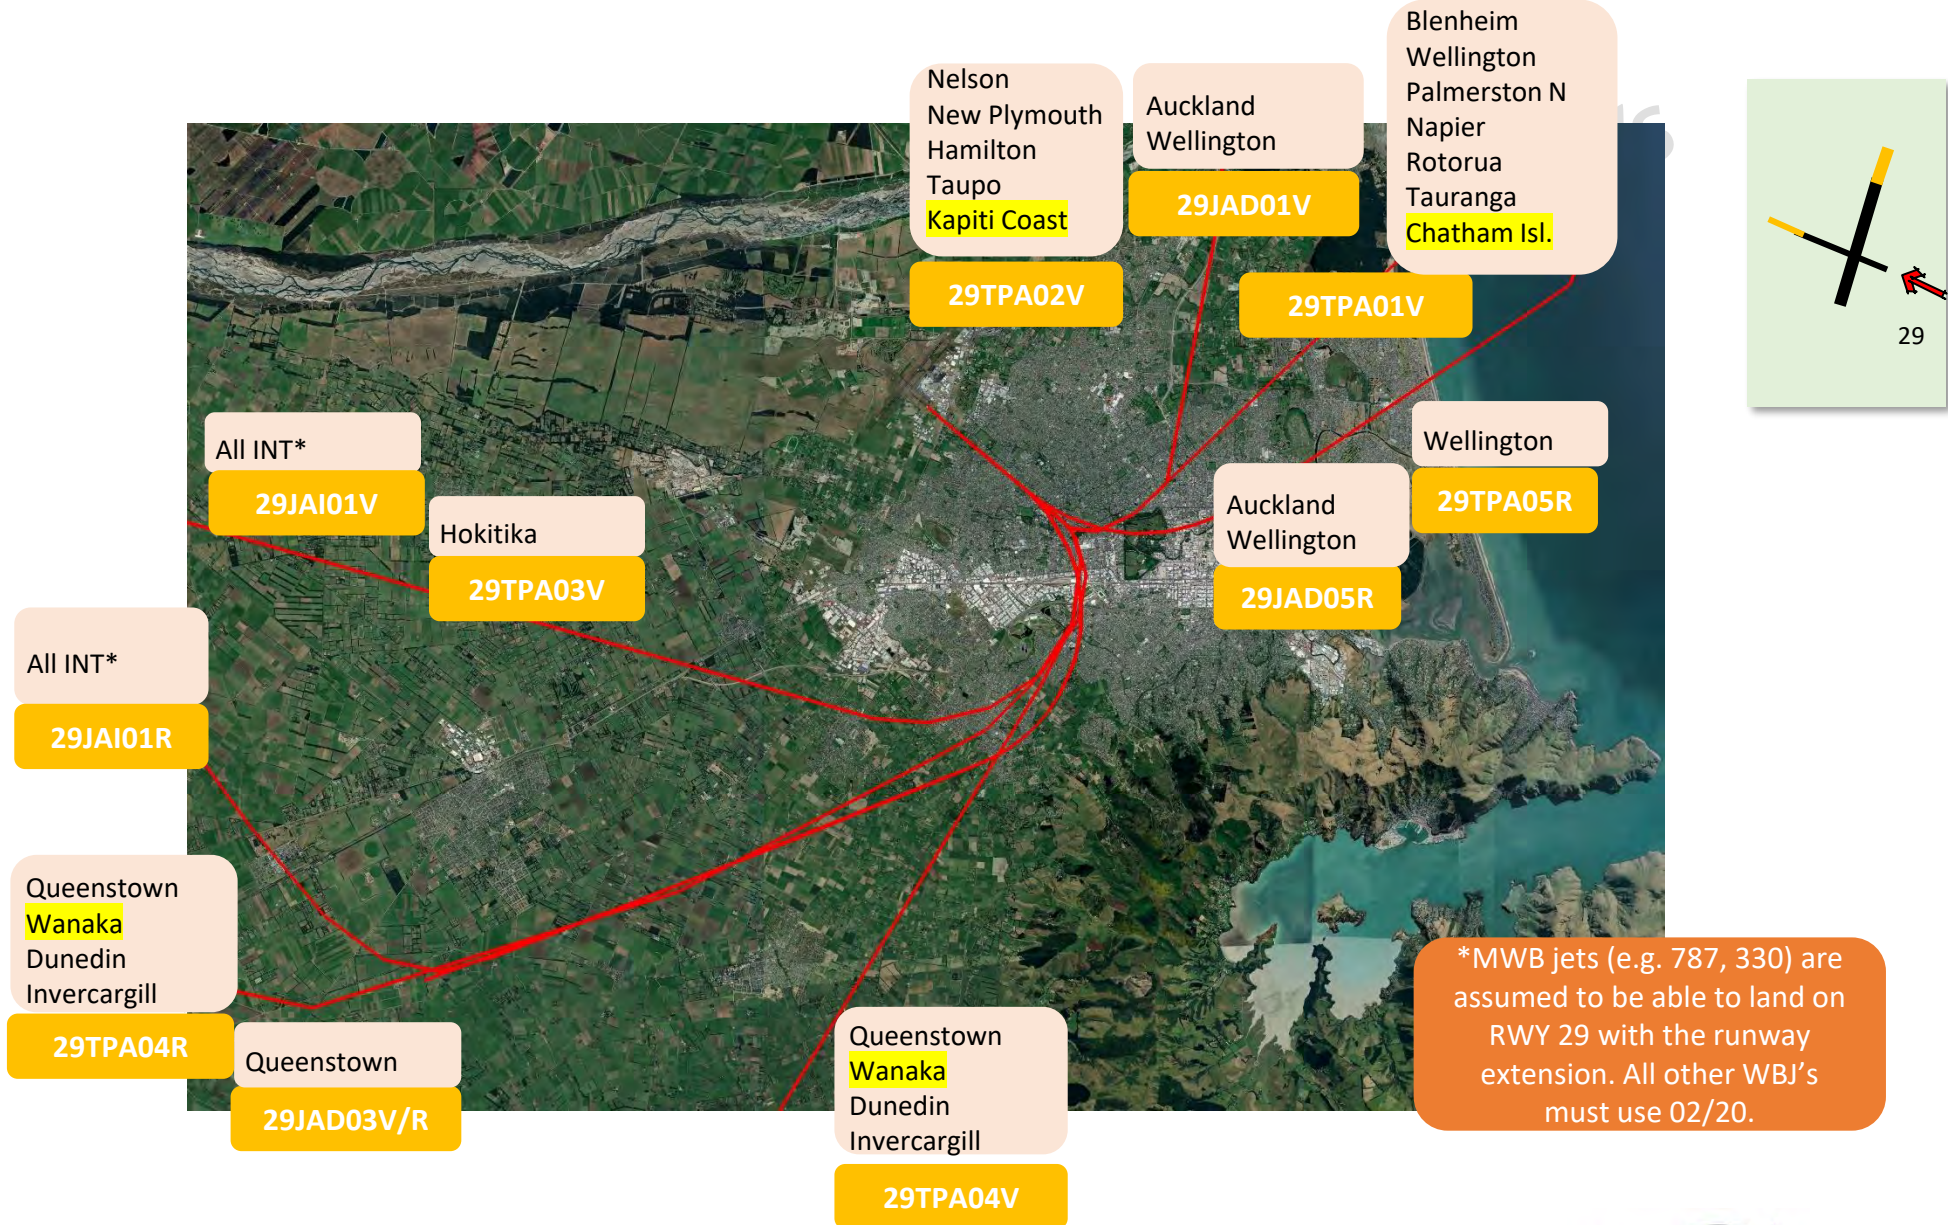 Blenheim
Wellington
Palmerston N
Napier
Rotorua
Tauranga
Chatham Isl.
29TPA01V
Nelson
New Plymouth
Hamilton
Taupo
Kapiti Coast
29TPA02V
Auckland
Wellington
29JAD01V
29
All INT*
29JAI01V
Hokitika
29TPA03V
Wellington
29TPA05R
Auckland
Wellington
29JAD05R
All INT*
29JAI01R
Queenstown
Wanaka
Dunedin
Invercargill
29TPA04R
Queenstown
29JAD03V/R
Queenstown
Wanaka
Dunedin
Invercargill
29TPA04V
*MWB jets (e.g. 787, 330) are
assumed to be able to land on
RWY 29 with the runway
extension. All other WBJ's
must use 02/20.